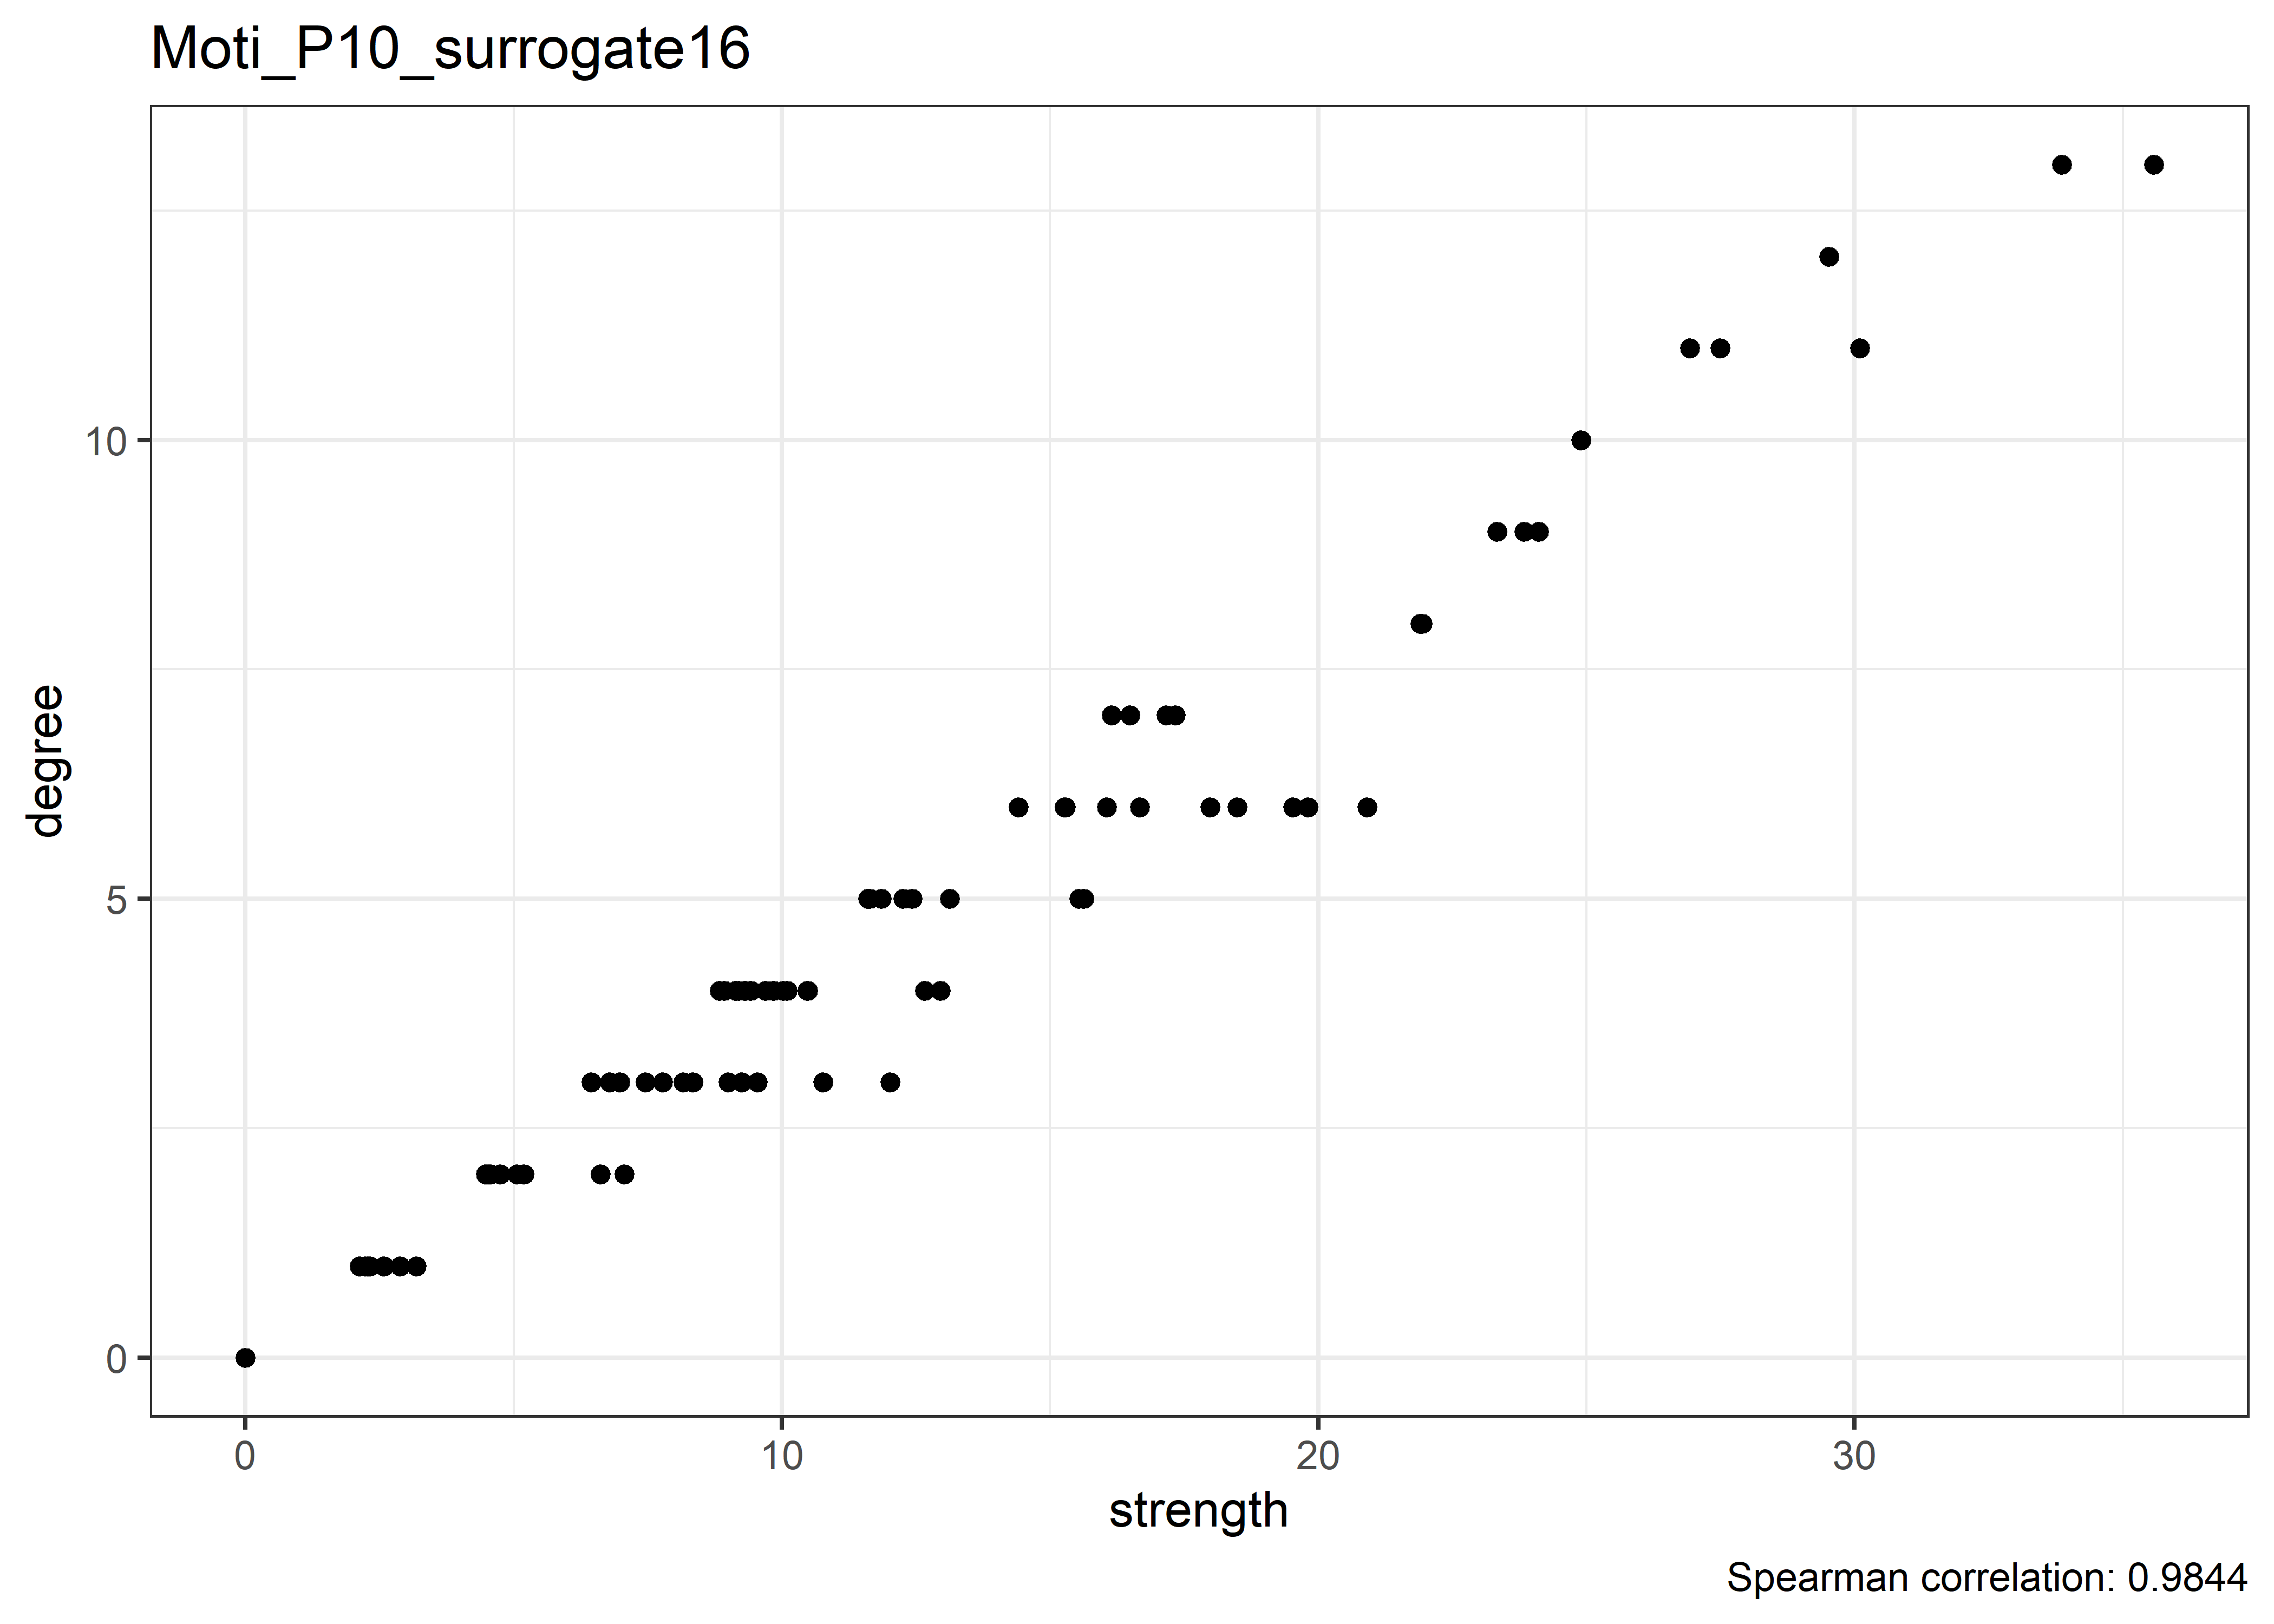 Moti_P10_surrogate16
degree
10
5
0
0 10 20 30
strength
Spearman correlation: 0.9844